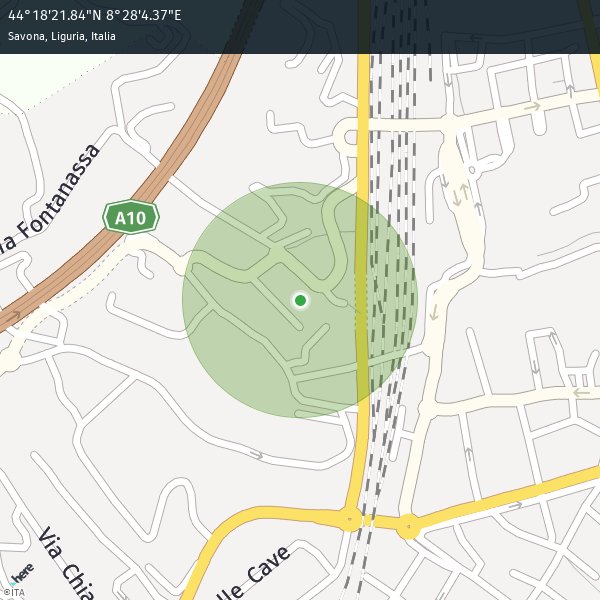 44°18'21.84"N 8°28'4.37"E
Savona, Liguria, Italia
A10
Fontanassa
Via Chia
lle Cave
here
©ITA